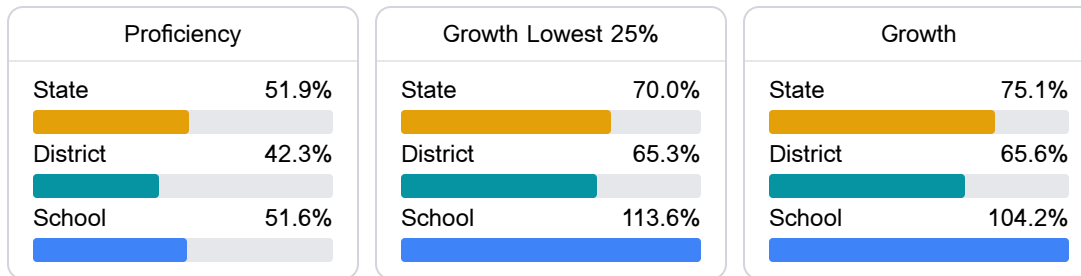 Proficiency
State 51.9%
District 42.3%
School 51.6%
Growth Lowest 25%
State 70.0%
District 65.3%
School 113.6%
Growth
State 75.1%
District 65.6%
School 104.2%